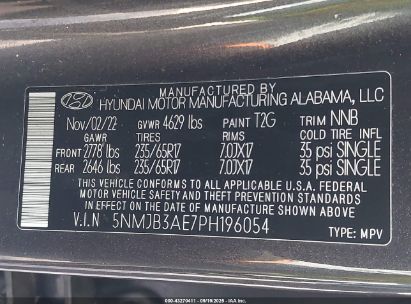 MANUFACTURED BY
HYUNDAI MOTOR MANUFACTURING ALABAMA, LLC
Nov/02/22 GVWR 4629 lbs PAINT T2G TRIM NNB
GAWR TIRES RIMS COLD TIRE INFL
FRONT 2778 lbs 235/65R17 7.0JX17 35 psi SINGLE
REAR 2646 lbs 235/65R17 7.0JX17 35 psi SINGLE
THIS VEHICLE CONFORMS TO ALL APPLICABLE U.S.A. FEDERAL
MOTOR VEHICLE SAFETY AND THEFT PREVENTION STANDARDS
IN EFFECT ON THE DATE OF MANUFACTURE SHOWN ABOVE.
V.I.N 5NMJB3AE7PH196054 TYPE: MPV